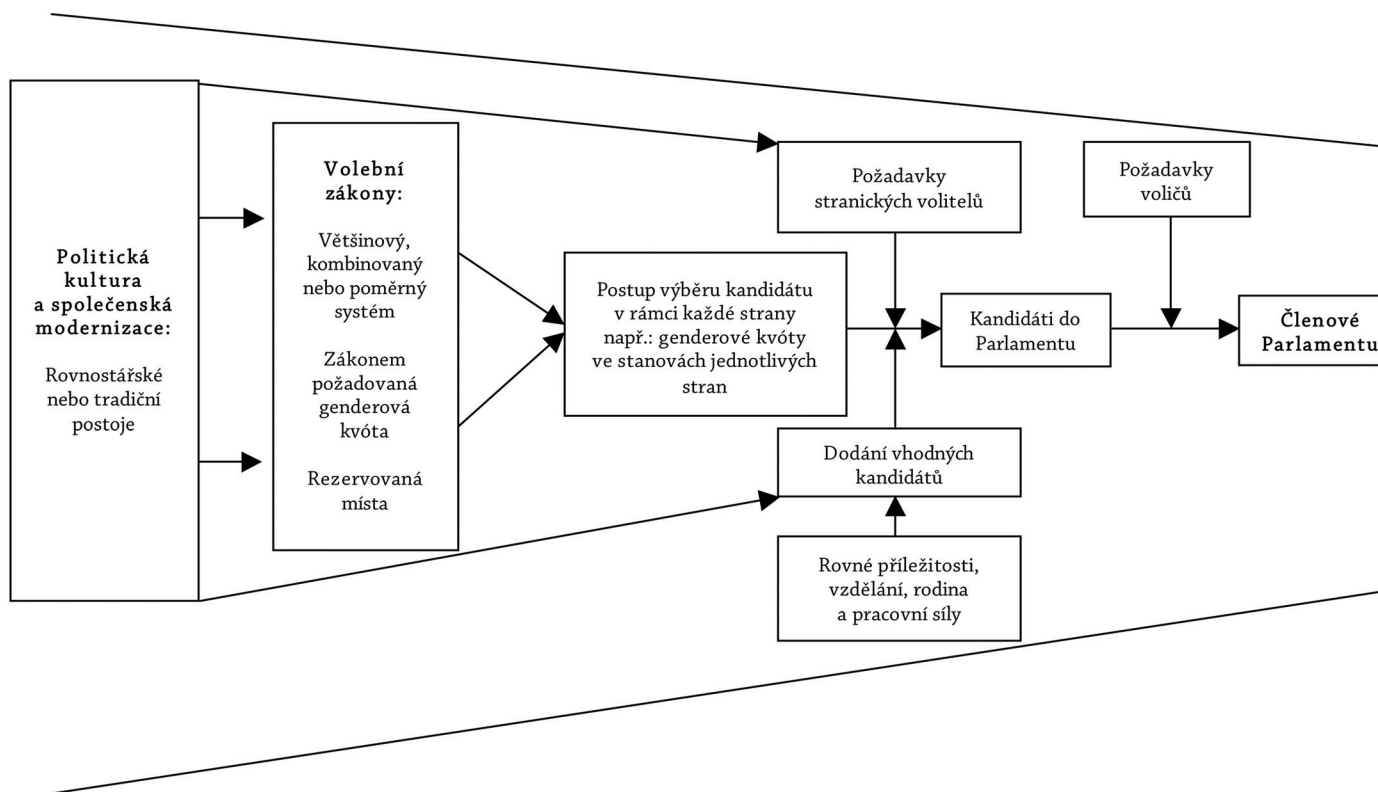 Politická
kultura
a společenská
modernizace:
Rovnostářské
nebo tradiční
postoje
Volební
zákony:
Většinový,
kombinovaný
nebo poměrný
systém
Zákonem
požadovaná
genderová
kvóta
Rezervovaná
místa
Postup výběru kandidátu
v rámci každé strany
např.: genderové kvóty
ve stanovách jednotlivých
stran
Požadavky
stranických volitelů
Dodání vhodných
kandidátů
Rovné příležitosti,
vzdělání, rodina
a pracovní síly
Kandidáti do
Parlamentu
Požadavky
voličů
Členové
Parlamentu